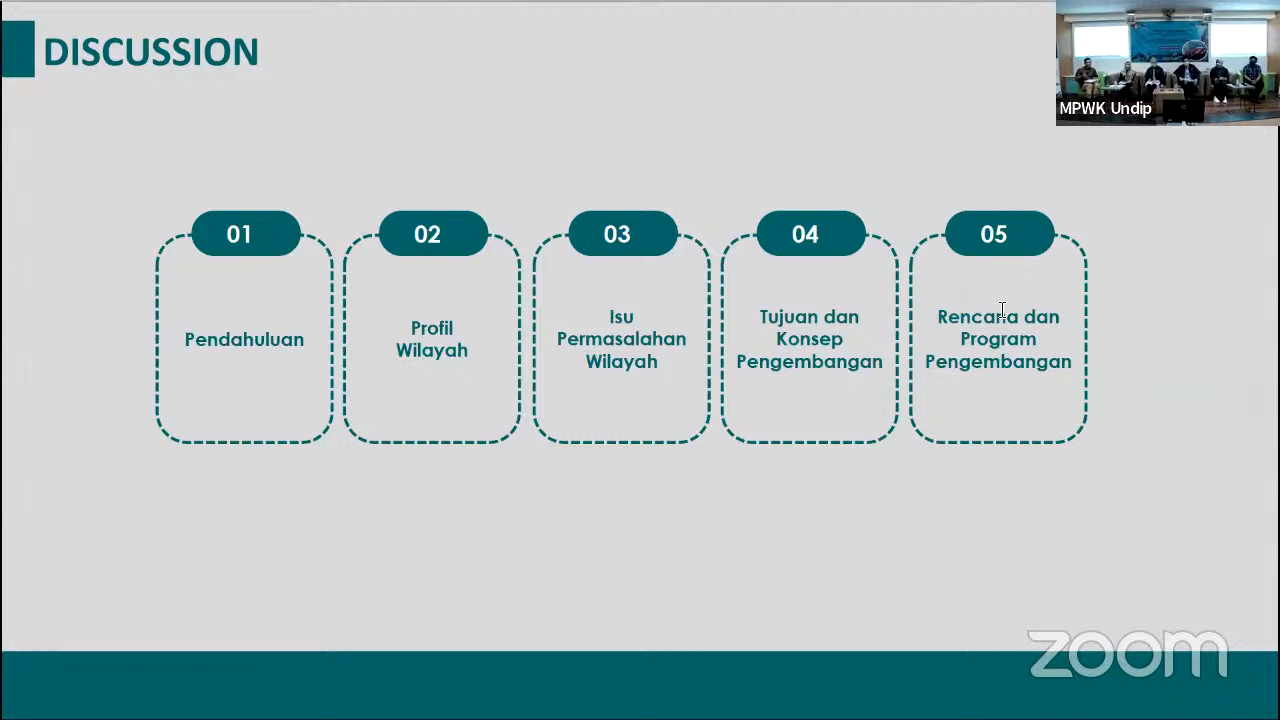 DISCUSSION
MPWK Undip
01
Pendahuluan
02
Profil
Wilayah
03
Isu
Permasalahan
Wilayah
04
Tujuan dan
Konsep
Pengembangan
05
Rencana dan
Program
Pengembangan
zoom